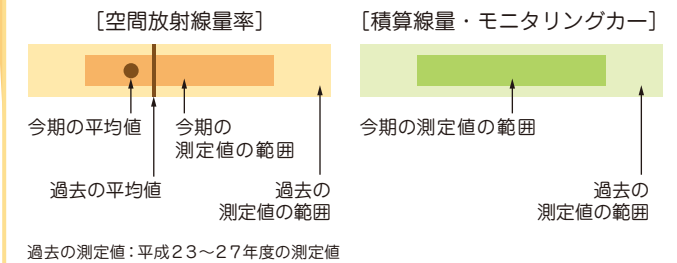 [空間放射線量率]
今期の平均値
今期の
測定値の範囲
過去の平均値
過去の
測定値の範囲
[積算線量・モニタリングカー]
今期の測定値の範囲
過去の
測定値の範囲
過去の測定値：平成23～27年度の測定値